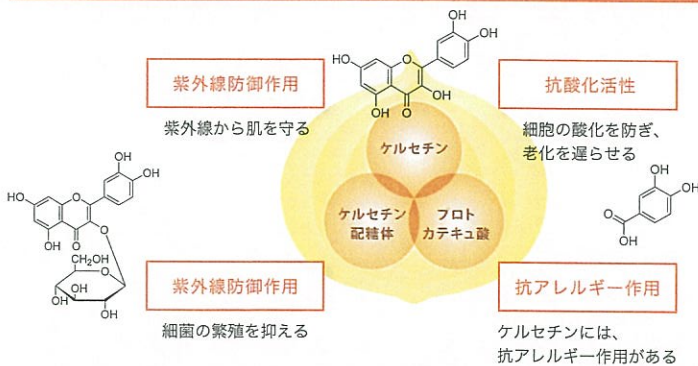 紫外線防御作用
紫外線から肌を守る
抗酸化活性
細胞の酸化を防ぎ、
老化を遅らせる
ケルセチン
ケルセチン
配糖体
プロト
カテキュ酸
紫外線防御作用
細菌の繁殖を抑える
抗アレルギー作用
ケルセチンには、
抗アレルギー作用がある
OH
OH
HO
O
OH
OH
O
OH
OH
HO
O
O
OH
O
CH₂OH
O
OH
HO
OH
OH
OH
O
OH